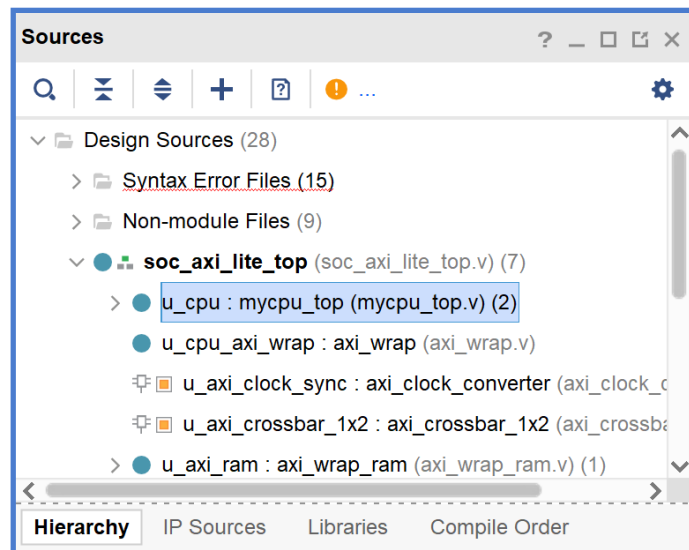 Sources
?
...
Design Sources (28)
Syntax Error Files (15)
Non-module Files (9)
soc_axi_lite_top (soc_axi_lite_top.v) (7)
u_cpu : mycpu_top (mycpu_top.v) (2)
u_cpu_axi_wrap : axi_wrap (axi_wrap.v)
u_axi_clock_sync : axi_clock_converter (axi_clock_c
u_axi_crossbar_1x2 : axi_crossbar_1x2 (axi_crossba
u_axi_ram : axi_wrap_ram (axi_wrap_ram.v) (1)
Hierarchy IP Sources Libraries Compile Order